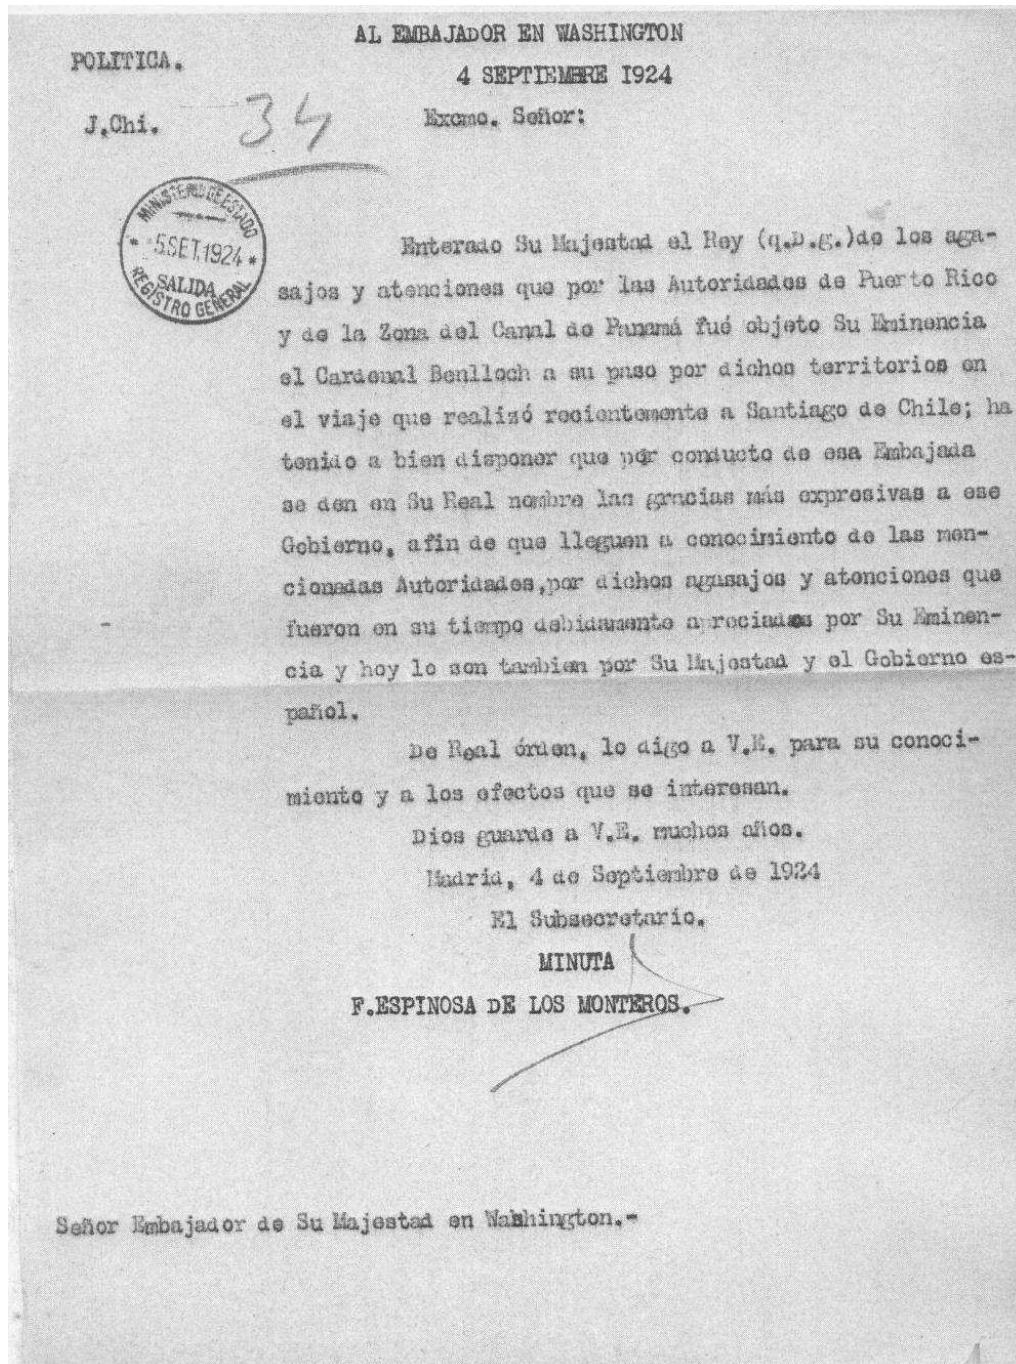 AL EMBAJADOR EN WASHINGTON
POLITICA.
4 SEPTIEMBRE I924
J.Chi.
34
Excmo. Señor:
MINISTERIO DE ESTADO
5 SET. 1924
SALIDA
REGISTRO GENERAL
Enterado Su Majestad el Rey (q.D.g.)de los aga-
sajos y atenciones que por las Autoridades de Puerto Rico
y de la Zona del Canal de Panamá fué objeto Su Eminencia
el Cardenal Benlloch a su paso por dichos territorios en
el viaje que realizó recientemente a Santiago de Chile; ha
tenido a bien disponer que por conducto de esa Embajada
se den en Su Real nombre las gracias más expresivas a ese
Gobierno, afin de que lleguen a conocimiento de las men-
cionadas Autoridades,por dichos agasajos y atenciones que
fueron en su tiempo debidamente apreciados por Su Eminen-
cia y hoy lo son tambien por Su Majestad y el Gobierno es-
pañol.
De Real órden, lo digo a V.E. para su conoci-
miento y a los efectos que se interesan.
Dios guarde a V.E. muchos años.
Madrid, 4 de Septiembre de 1924
El Subsecretario.
MINUTA
F.ESPINOSA DE LOS MONTEROS.
Señor Embajador de Su Majestad en Washington.-